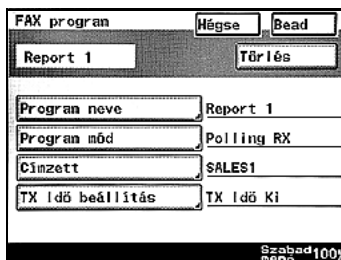 FAX program
Hégse
Bead
Report 1
Törlés
Program neve
Report 1
Program mód
Polling RX
Címzett
SALES1
TX Idő beállítás
TX Idő Ki
Szabad 100%
memó